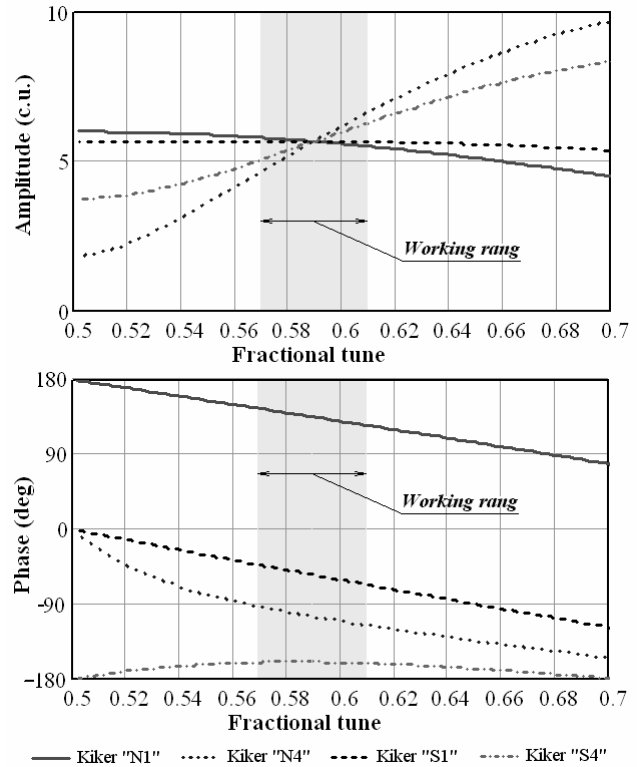 10
5
0
Amplitude (c.u.)
Working rang
0.5 0.52 0.54 0.56 0.58 0.6 0.62 0.64 0.66 0.68 0.7
Fractional tune
180
90
0
-90
-180
Phase (deg)
Working rang
0.5 0.52 0.54 0.56 0.58 0.6 0.62 0.64 0.66 0.68 0.7
Fractional tune
Kiker "N1" Kiker "N4" Kiker "S1" Kiker "S4"